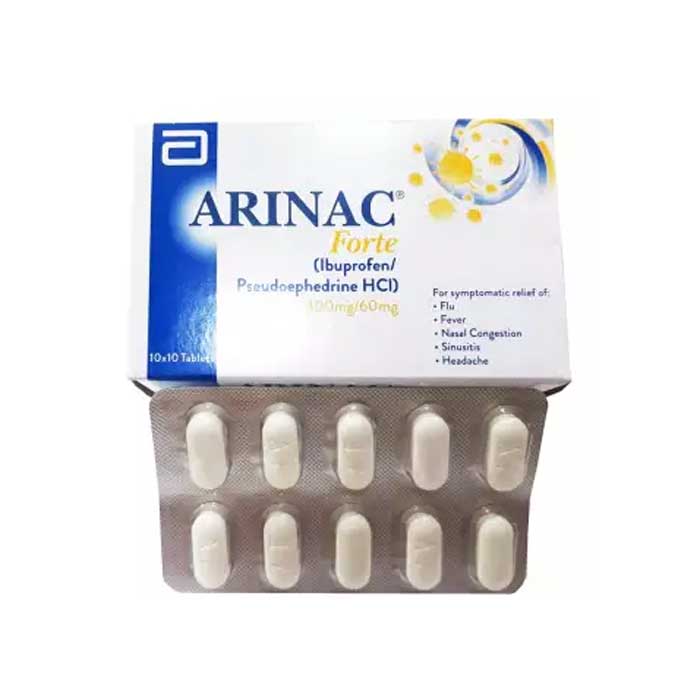 ARINAC®
Forte
(Ibuprofen/
Pseudoephedrine HCl)
400mg/60mg
10x10 Tablets
For symptomatic relief of:
• Flu
• Fever
• Nasal Congestion
• Sinusitis
• Headache